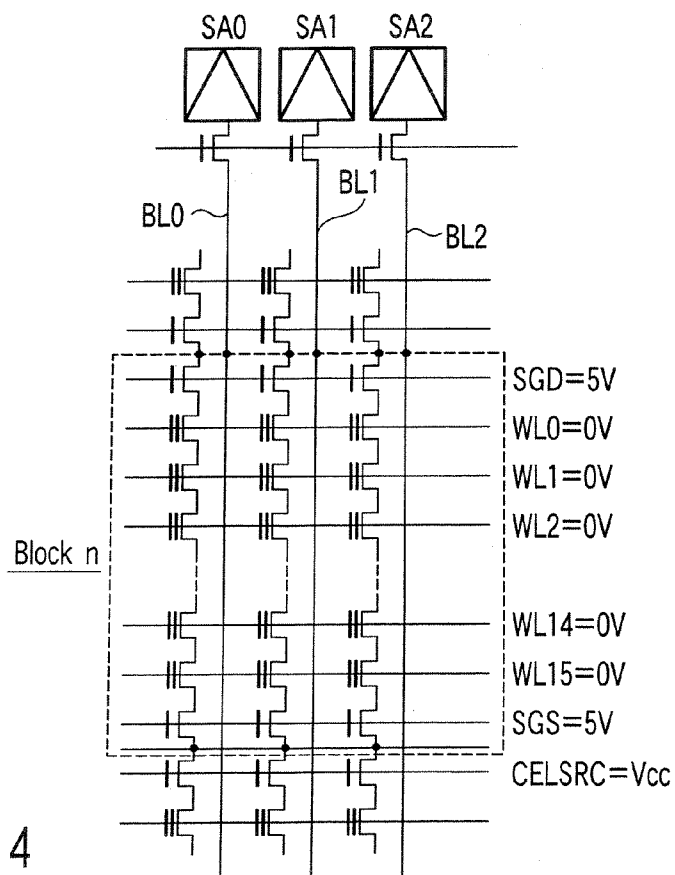 SA0 SA1 SA2
BL0
BL1
BL2
SGD=5V
WL0=0V
WL1=0V
WL2=0V
Block n
WL14=0V
WL15=0V
SGS=5V
CELSRC=Vcc
4